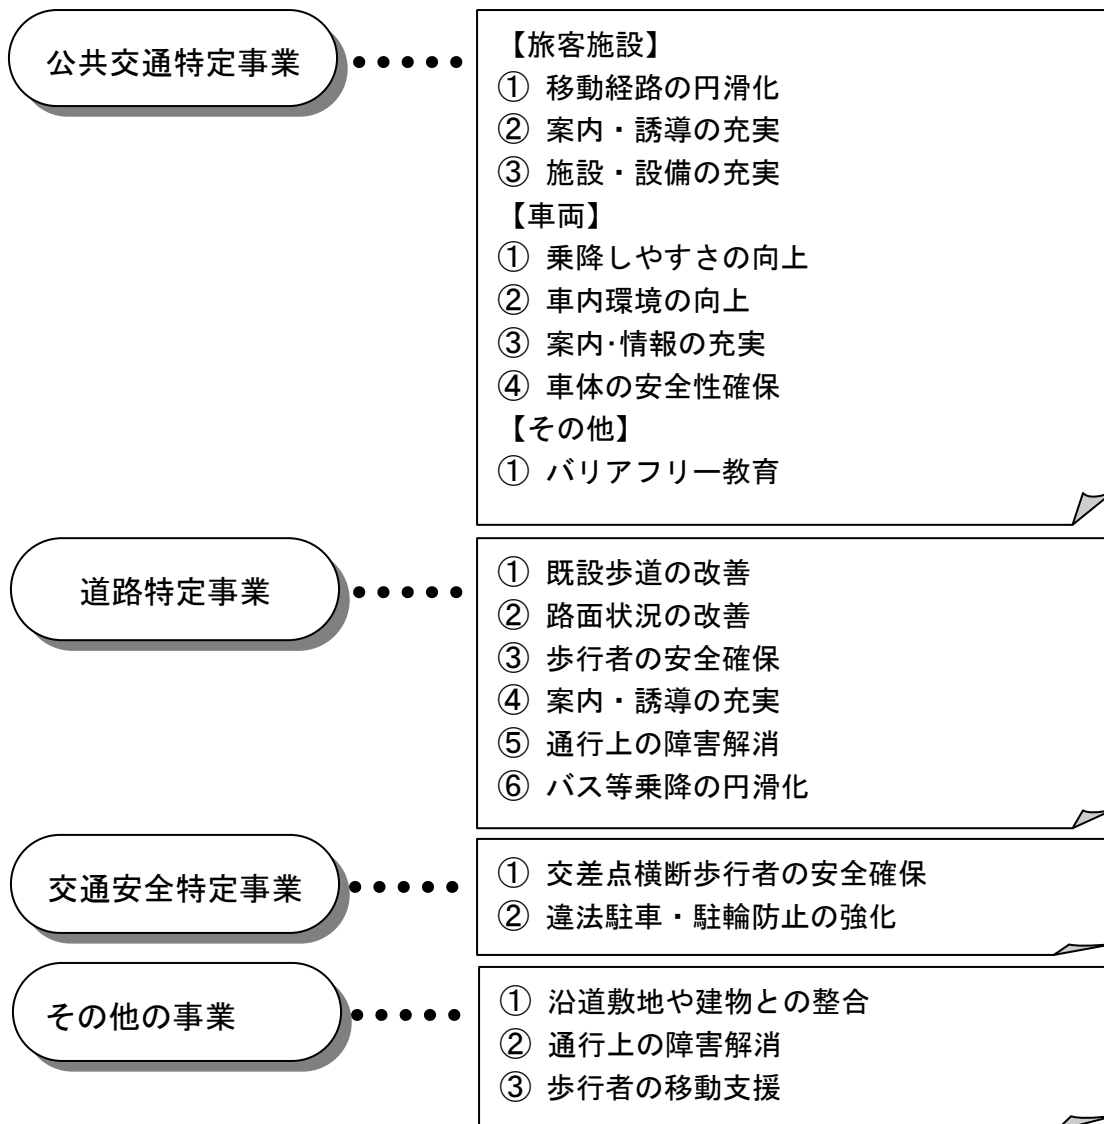 公共交通特定事業
【旅客施設】
① 移動経路の円滑化
② 案内・誘導の充実
③ 施設・設備の充実
【車両】
① 乗降しやすさの向上
② 車内環境の向上
③ 案内･情報の充実
④ 車体の安全性確保
【その他】
① バリアフリー教育
道路特定事業
① 既設歩道の改善
② 路面状況の改善
③ 歩行者の安全確保
④ 案内・誘導の充実
⑤ 通行上の障害解消
⑥ バス等乗降の円滑化
交通安全特定事業
① 交差点横断歩行者の安全確保
② 違法駐車・駐輪防止の強化
その他の事業
① 沿道敷地や建物との整合
② 通行上の障害解消
③ 歩行者の移動支援